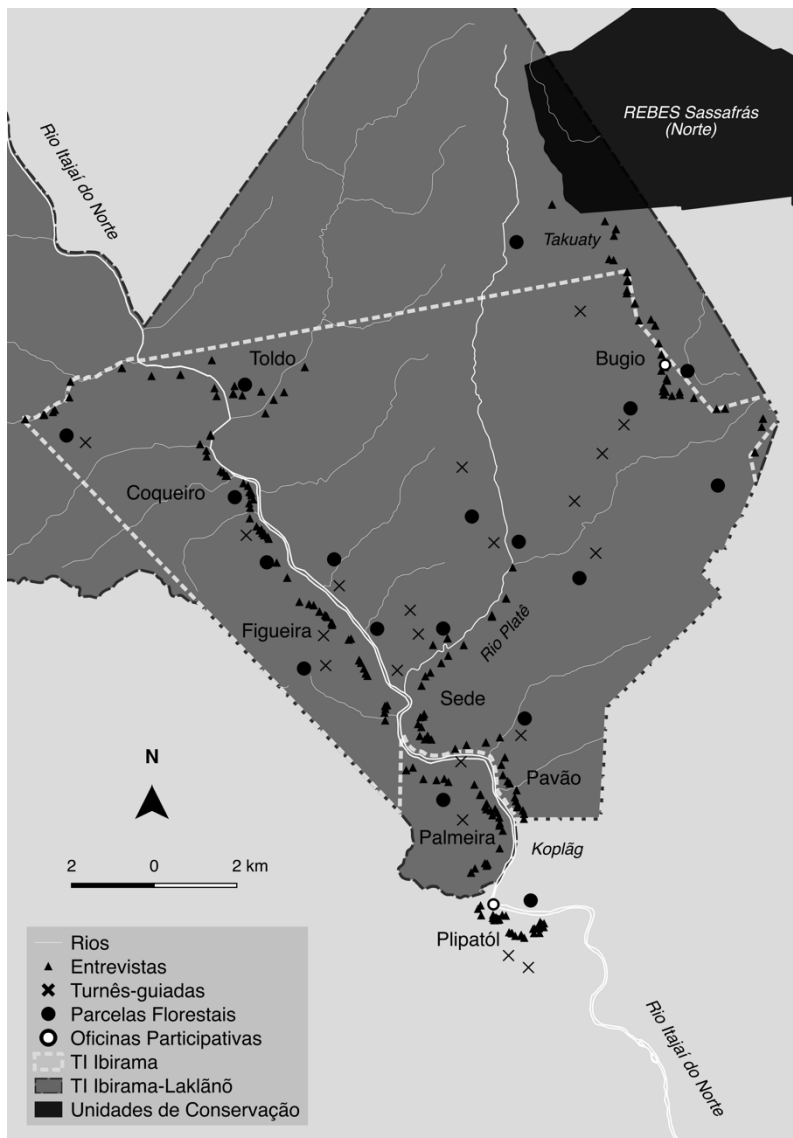 REBES Sassafrás
(Norte)
Rio Itajaí do Norte
Takuaty
Toldo
Bugio
Coqueiro
Figueira
Rio Platê
Sede
N
Pavão
Palmeira
Koplãg
2 0 2 km
Plipatól
Rio Itajaí do Norte
Rios
Entrevistas
Turnês-guiadas
Parcelas Florestais
Oficinas Participativas
TI Ibirama
TI Ibirama-Laklãnõ
Unidades de Conservação